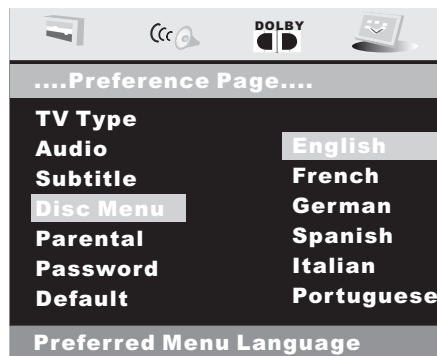 DOLBY
....Preference Page....
TV Type
Audio
English
Subtitle
French
Disc Menu
German
Parental
Spanish
Password
Italian
Default
Portuguese
Preferred Menu Language